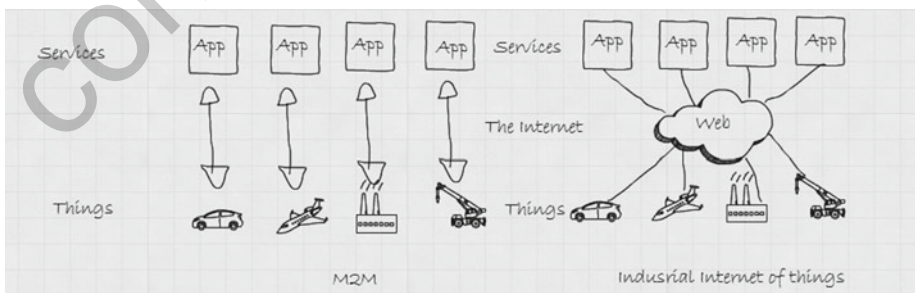 Services
App
App
App
App
Things
M2M
Services
App
App
App
App
The Internet
Web
Things
Indusrial Internet of things